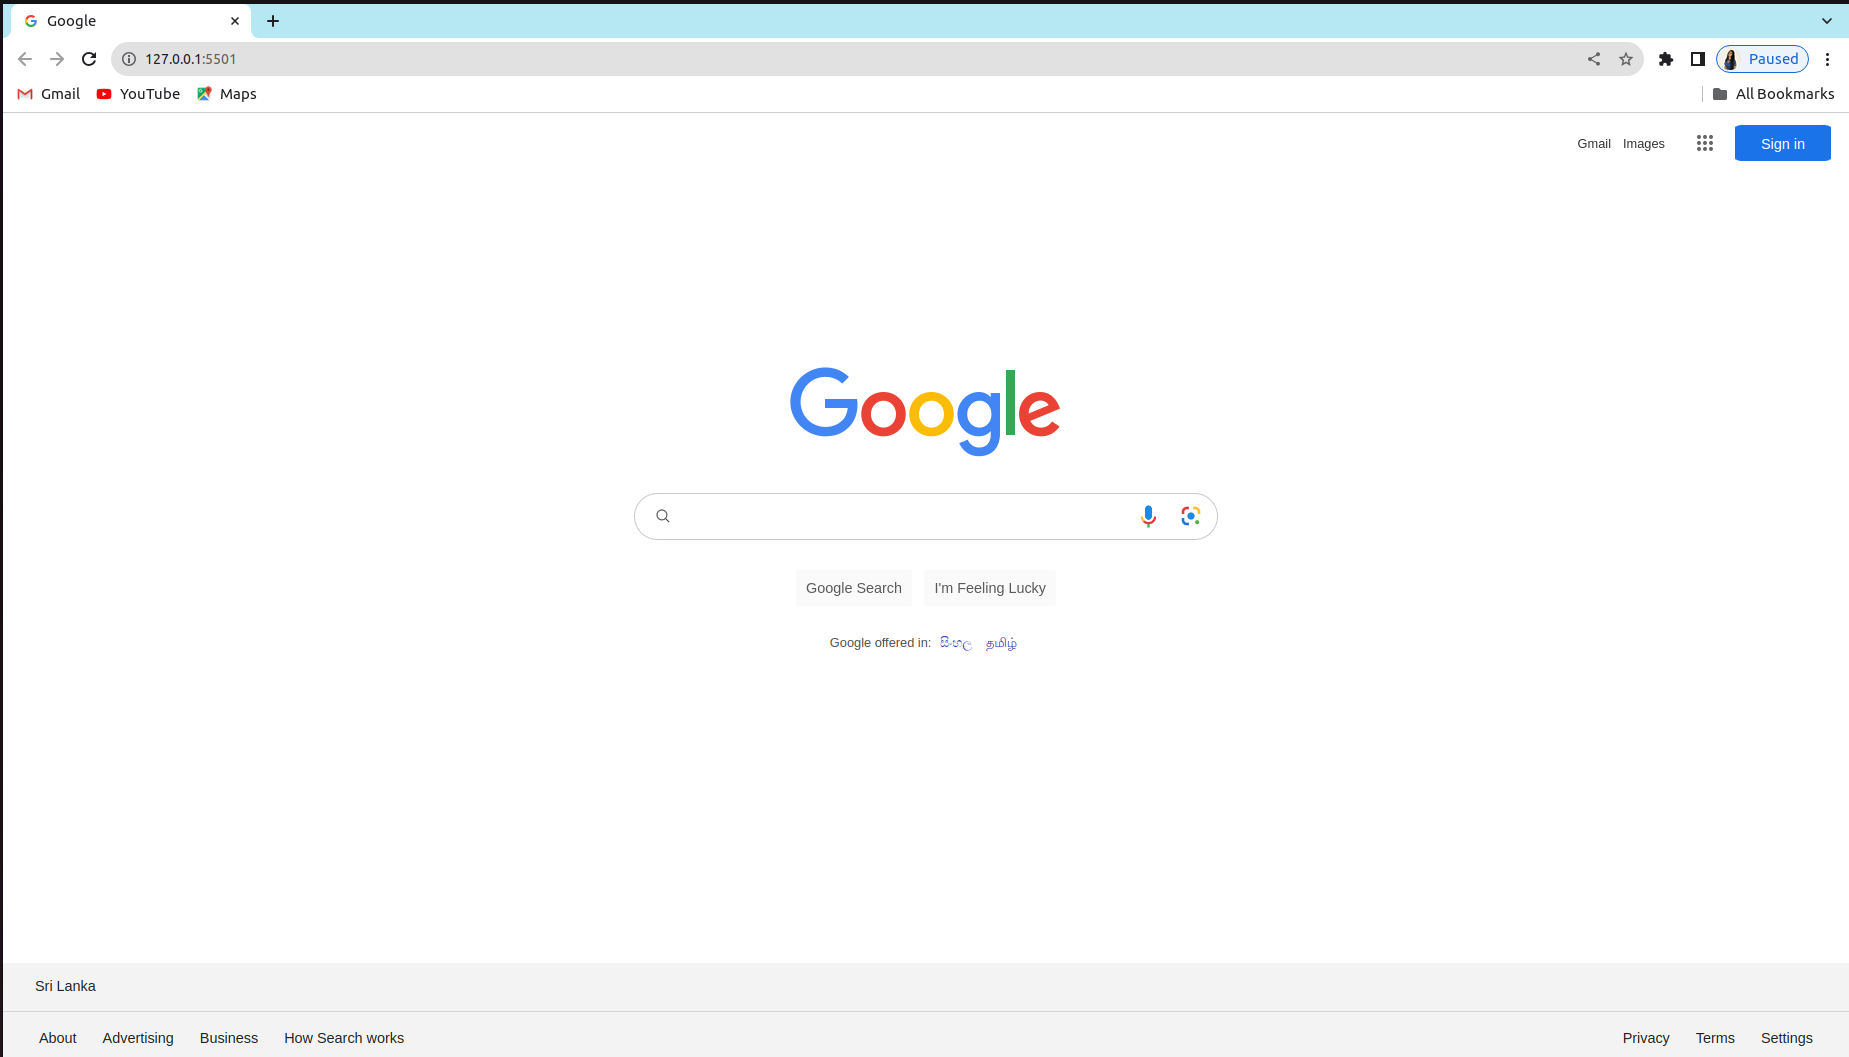 Google
127.0.0.1:5501
Paused
Gmail YouTube Maps All Bookmarks
Gmail Images Sign in
Google
Google Search I'm Feeling Lucky
Google offered in: සිංහල தமிழ்
Sri Lanka
About Advertising Business How Search works Privacy Terms Settings